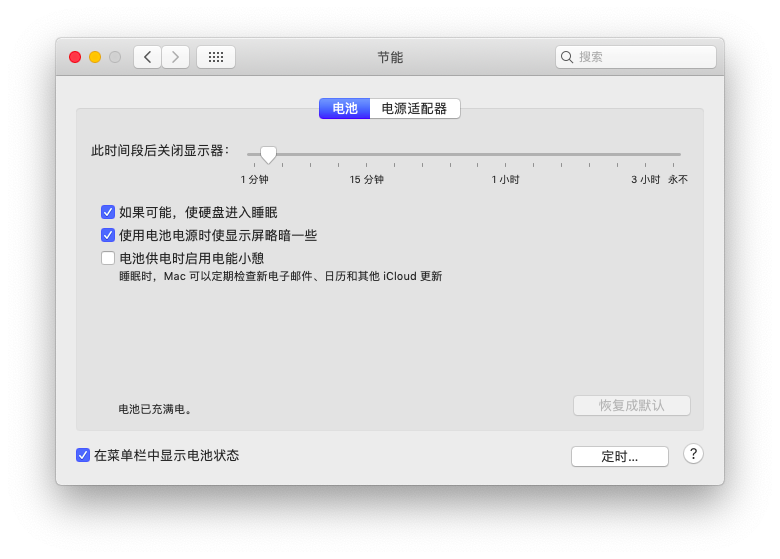 节能
搜索
电池 电源适配器
此时间段后关闭显示器：
1 分钟 15 分钟 1 小时 3 小时 永不
如果可能，使硬盘进入睡眠
使用电池电源时使显示屏略暗一些
电池供电时启用电能小憩
睡眠时，Mac 可以定期检查新电子邮件、日历和其他 iCloud 更新
电池已充满电。
恢复成默认
在菜单栏中显示电池状态
定时...
?